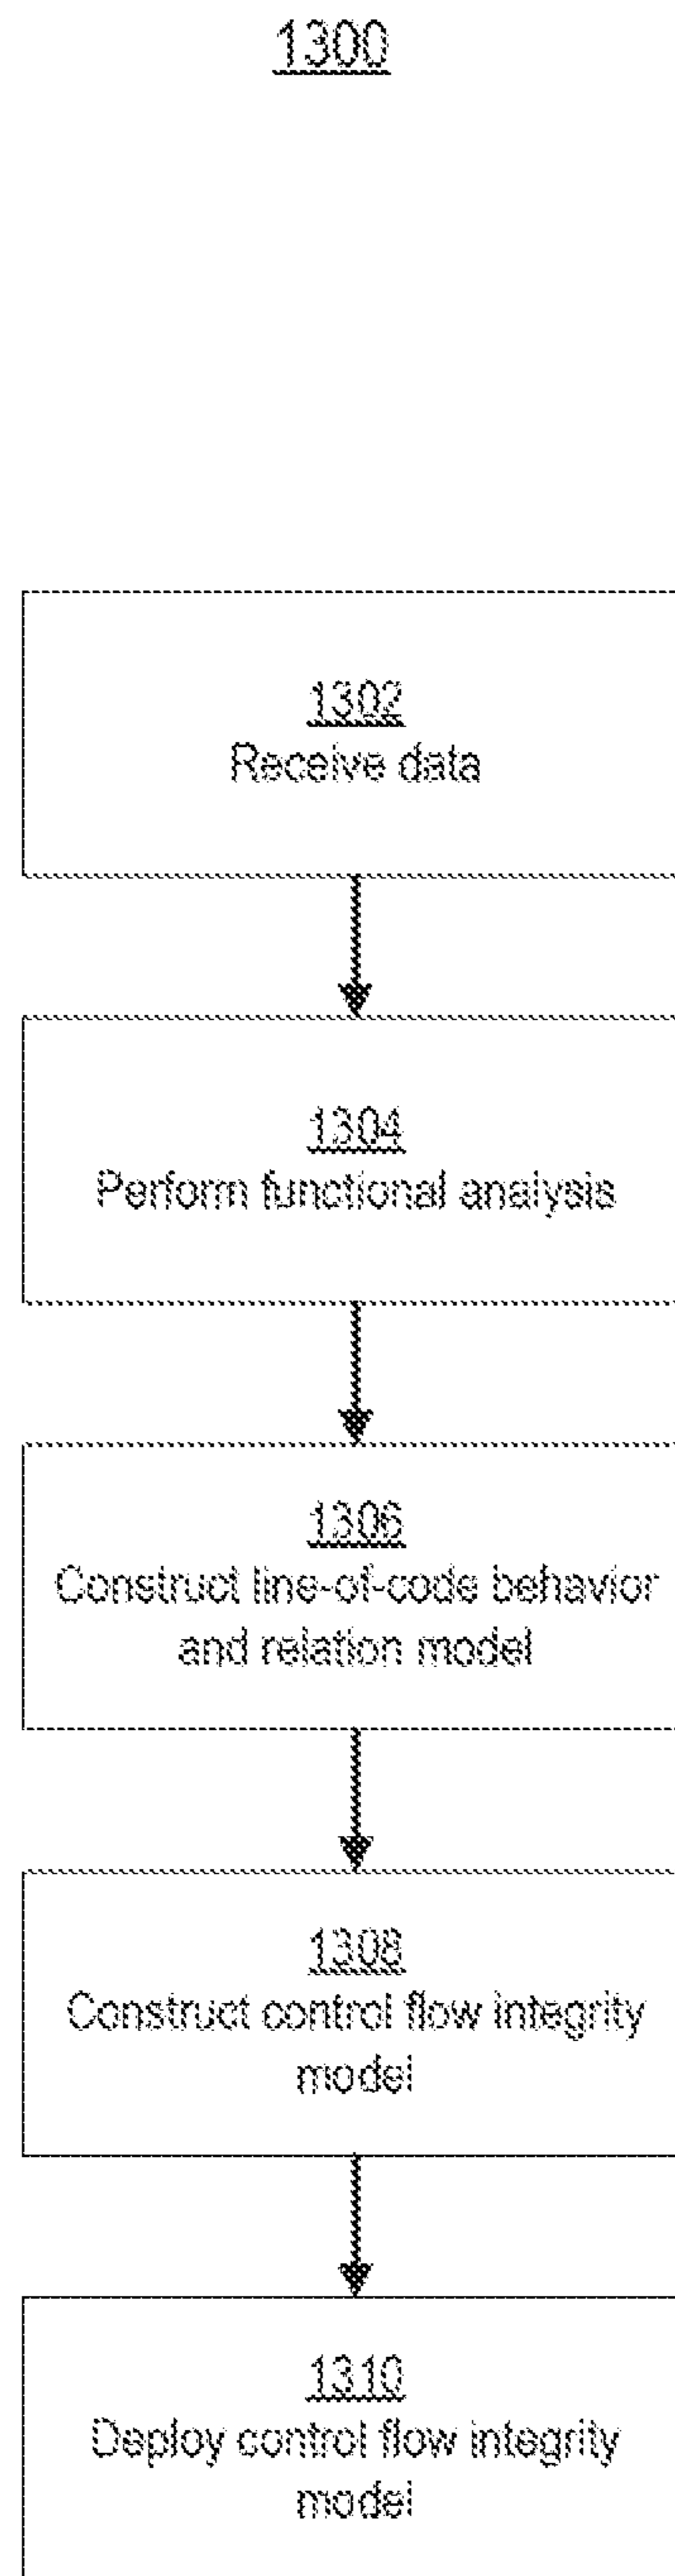 1300
1302
Receive data
1304
Perform functional analysis
1306
Construct line-of-code behavior
and relation model
1308
Construct control flow integrity
model
1310
Deploy control flow integrity
model